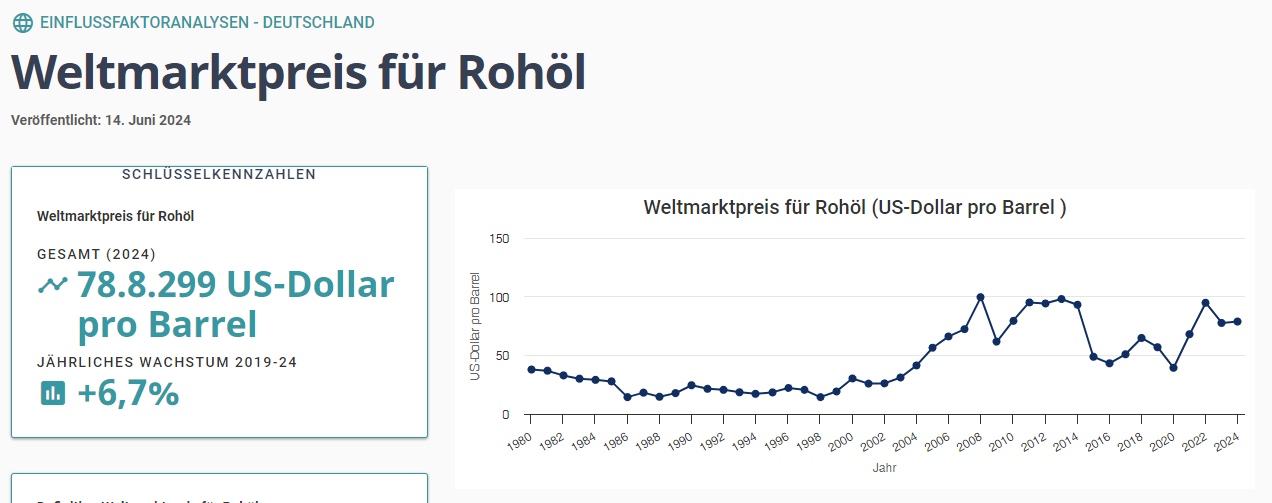 EINFLUSSFAKTORANALYSEN - DEUTSCHLAND
Weltmarktpreis für Rohöl
Veröffentlicht: 14. Juni 2024
SCHLÜSSELKENNZAHLEN
Weltmarktpreis für Rohöl
GESAMT (2024)
78.8.299 US-Dollar
pro Barrel
JÄHRLICHES WACHSTUM 2019-24
+6,7%
Weltmarktpreis für Rohöl (US-Dollar pro Barrel )
150
100
50
0
US-Dollar pro Barrel
1980 1982 1984 1986 1988 1990 1992 1994 1996 1998 2000 2002 2004 2006 2008 2010 2012 2014 2016 2018 2020 2022 2024
Jahr